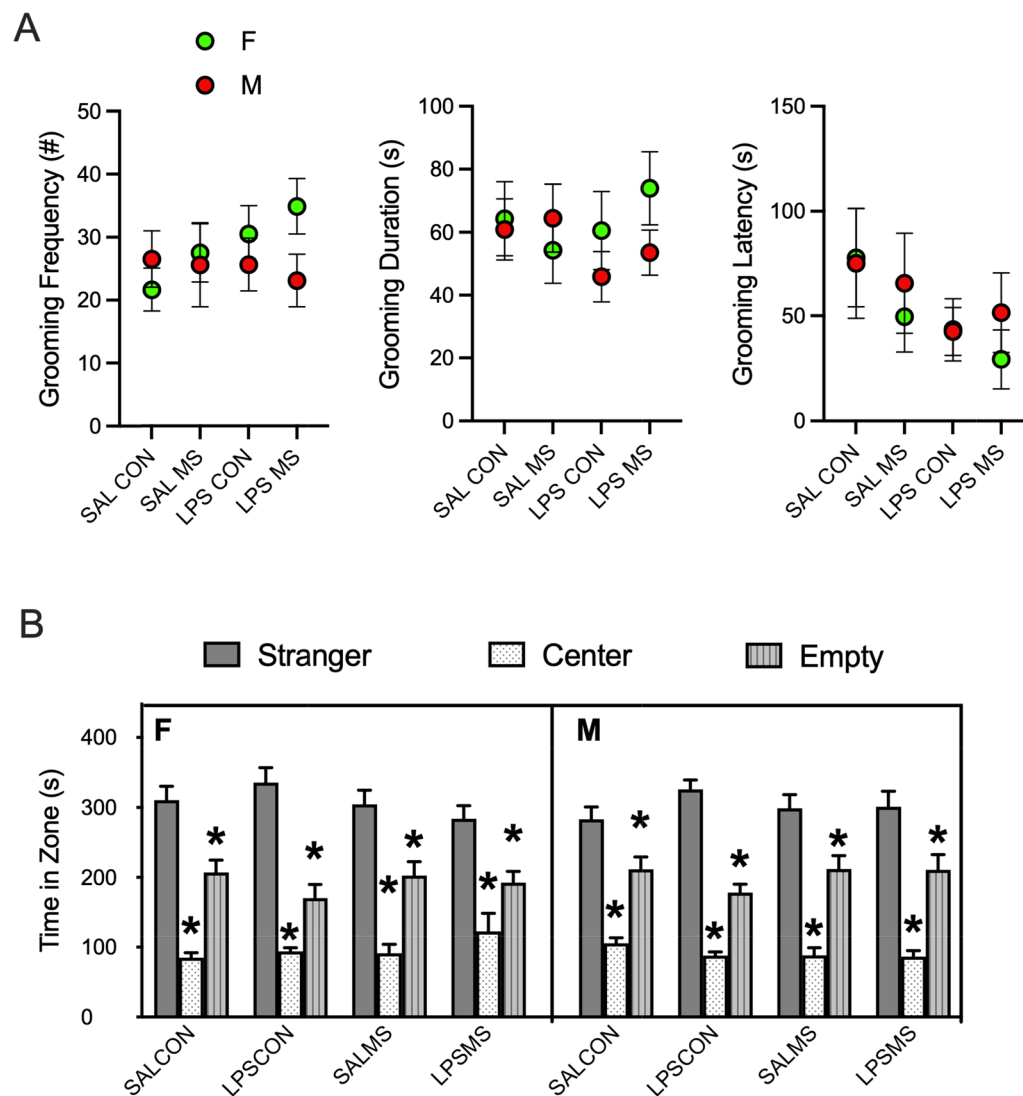 A
F
M
Grooming Frequency (#)
50
40
30
20
10
0
SAL CON
SAL MS
LPS CON
LPS MS
Grooming Duration (s)
100
80
60
40
20
0
SAL CON
SAL MS
LPS CON
LPS MS
Grooming Latency (s)
150
100
50
0
SAL CON
SAL MS
LPS CON
LPS MS
B
Stranger
Center
Empty
Time in Zone (s)
400
300
200
100
0
F
* * * * * * * *
M
* * * * * * * *
SALCON
LPSCON
SALMS
LPSMS
SALCON
LPSCON
SALMS
LPSMS